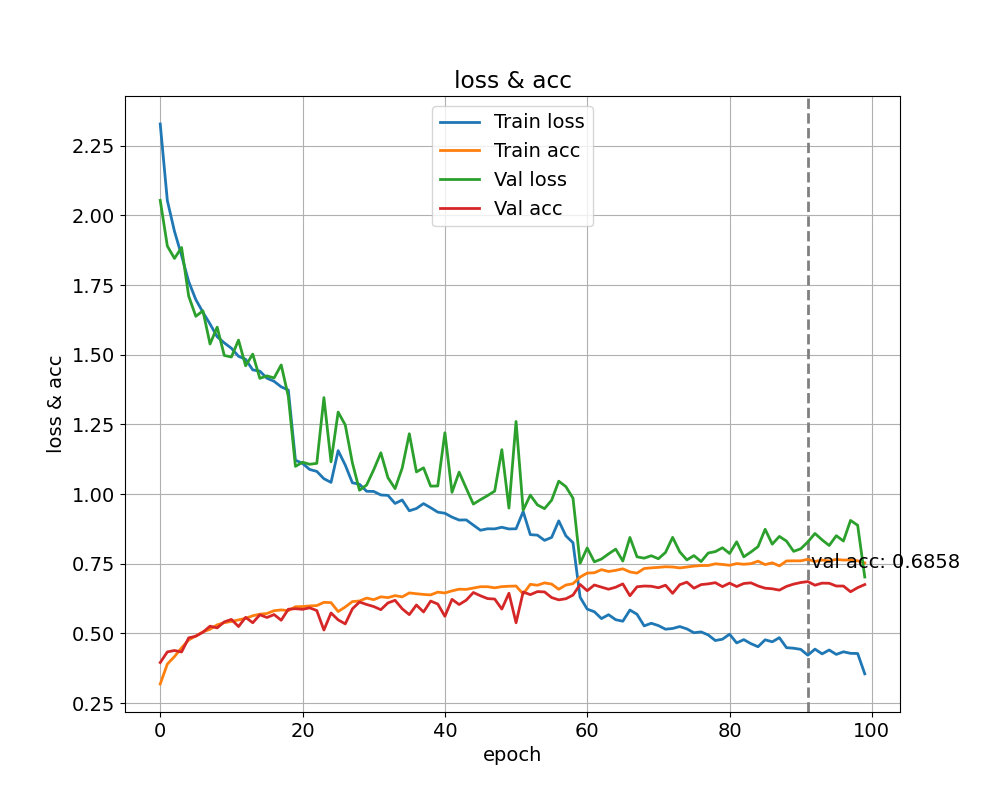 loss & acc
Train loss
Train acc
Val loss
Val acc
2.25
2.00
1.75
1.50
1.25
1.00
0.75
0.50
0.25
loss & acc
val acc: 0.6858
0 20 40 60 80 100
epoch